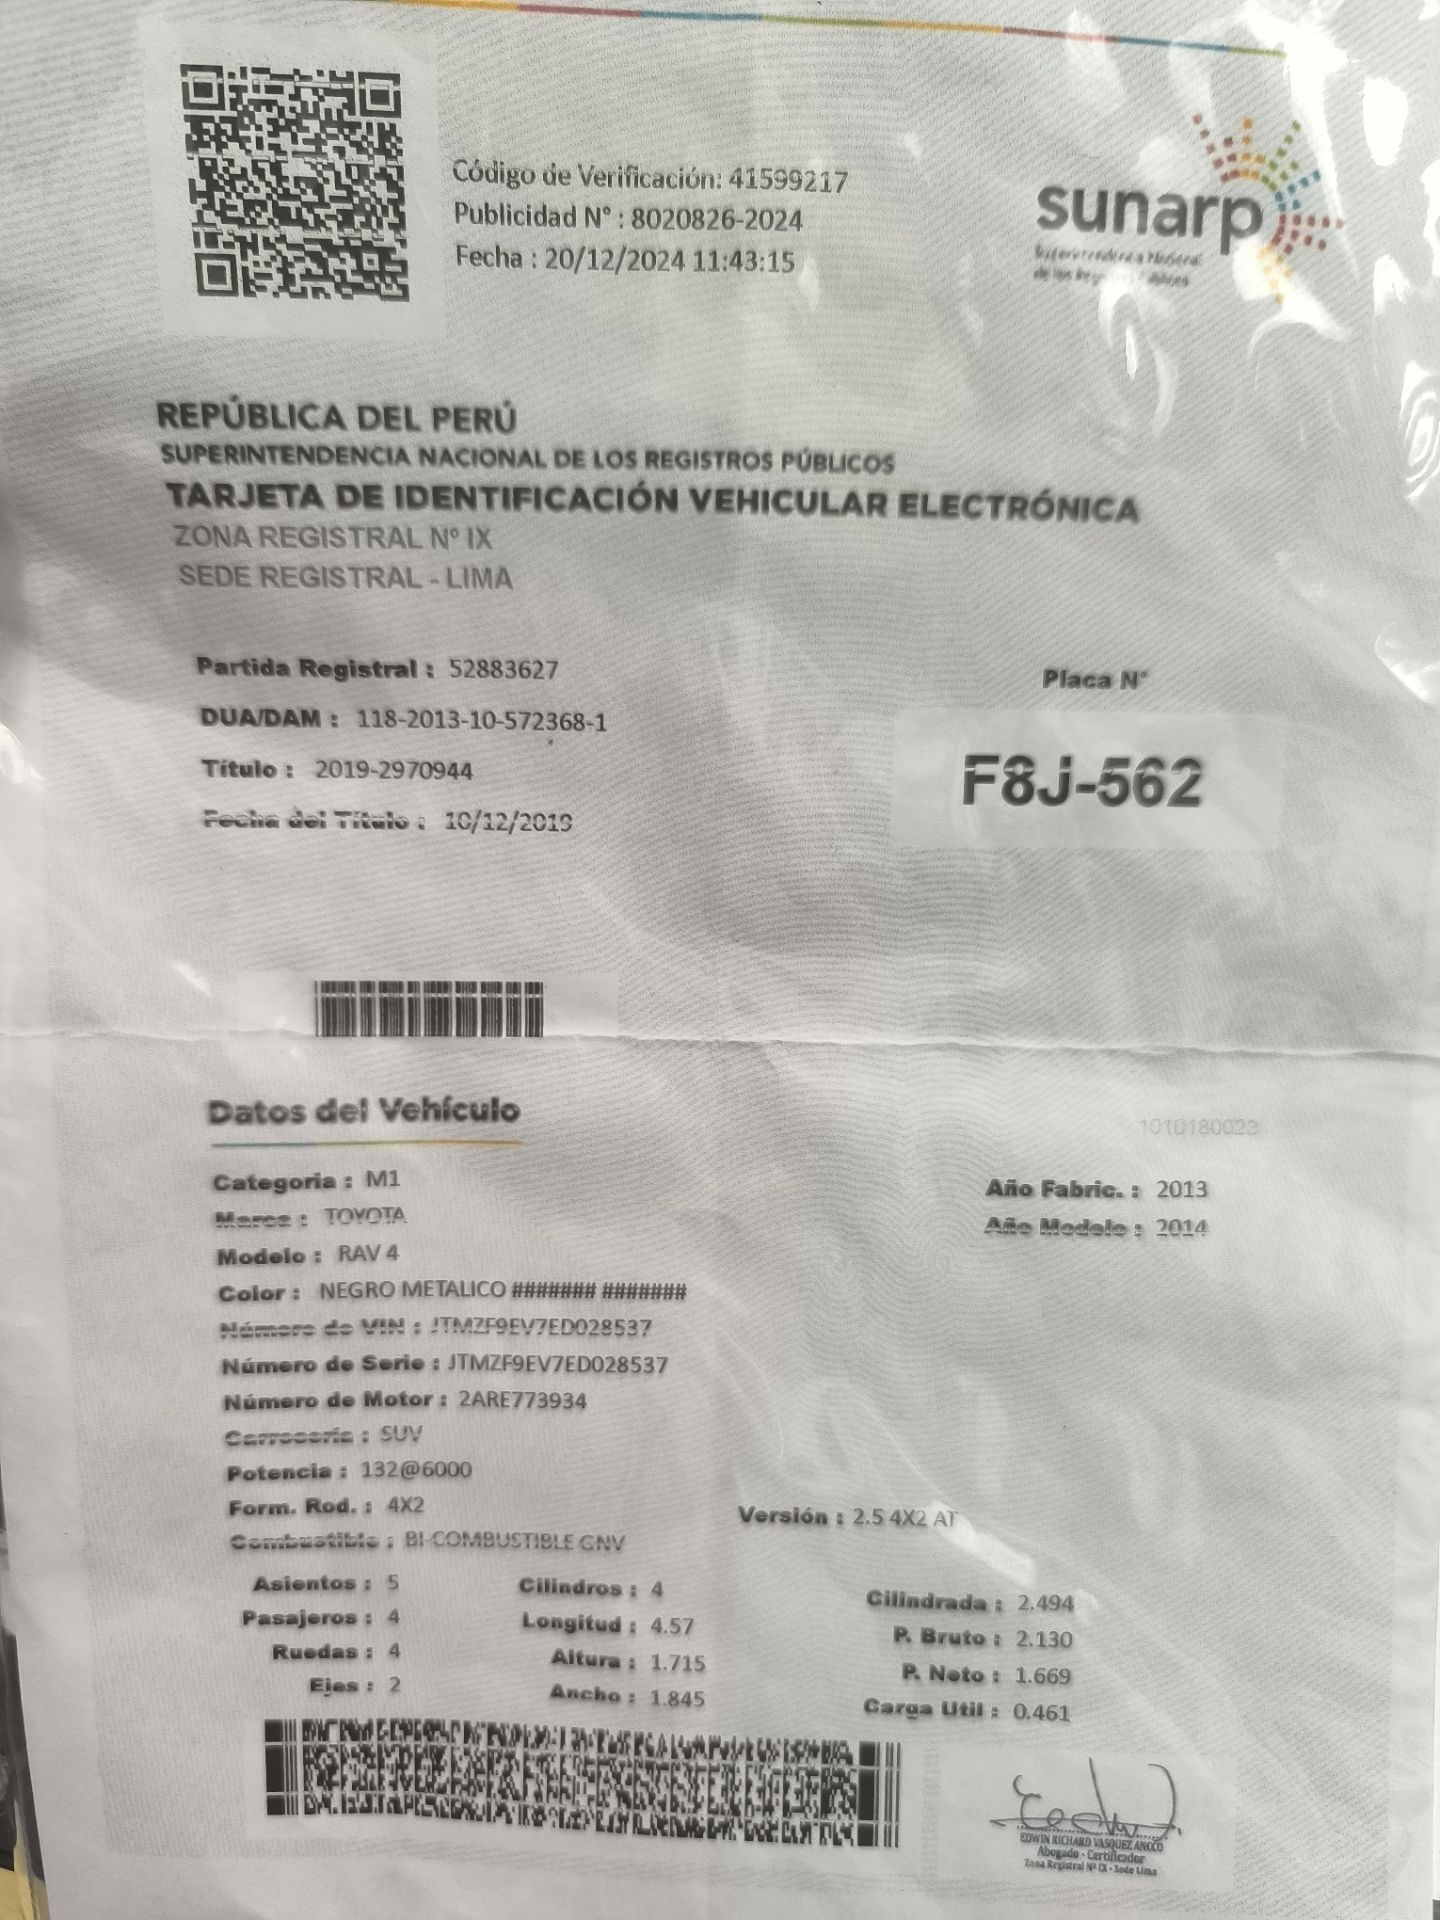 Código de Verificación: 41599217
Publicidad N° : 8020826-2024
Fecha : 20/12/2024 11:43:15
sunarp
Superintendencia Nacional
de los Registros Públicos
REPÚBLICA DEL PERÚ
SUPERINTENDENCIA NACIONAL DE LOS REGISTROS PÚBLICOS
TARJETA DE IDENTIFICACIÓN VEHICULAR ELECTRÓNICA
ZONA REGISTRAL Nº IX
SEDE REGISTRAL - LIMA
Partida Registral : 52883627
Placa N°
DUA/DAM : 118-2013-10-572368-1
Título : 2019-2970944
F8J-562
Fecha del Título : 10/12/2019
Datos del Vehículo
1010180023
Categoria : M1
Año Fabric. : 2013
Marca : TOYOTA
Año Modelo : 2014
Modelo : RAV 4
Color : NEGRO METALICO ####### #######
Número de VIN : JTMZF9EV7ED028537
Número de Serie : JTMZF9EV7ED028537
Número de Motor : 2ARE773934
Carrocería : SUV
Potencia : 132@6000
Form. Rod. : 4X2
Versión : 2.5 4X2 AT
Combustible : BI-COMBUSTIBLE GNV
Asientos : 5 Cilindros : 4 Cilindrada : 2.494
Pasajeros : 4 Longitud : 4.57 P. Bruto : 2.130
Ruedas : 4 Altura : 1.715 P. Neto : 1.669
Ejes : 2 Ancho : 1.845 Carga Util : 0.461
EDWIN RICHARD VASQUEZ ANCCO
Abogado - Certificador
Zona Registral Nº IX - Sede Lima